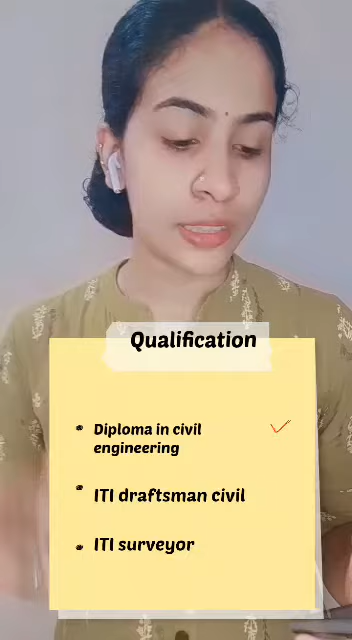 Qualification
• Diploma in civil
engineering
• ITI draftsman civil
• ITI surveyor